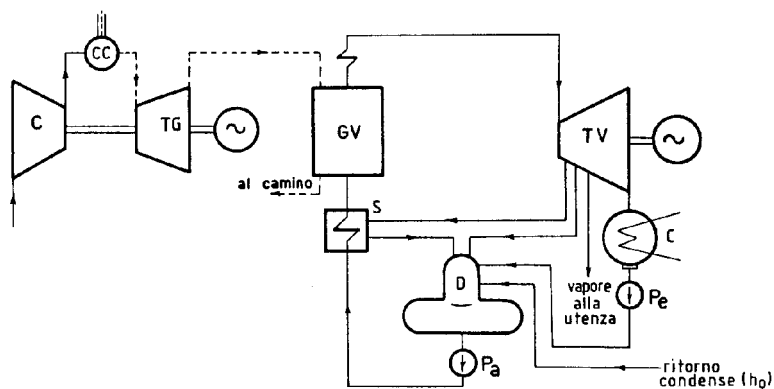 CC
C
TG
~
GV
TV
~
al camino
S
C
D
vapore
alla
utenza
Pe
Pa
ritorno
condense (h₀)